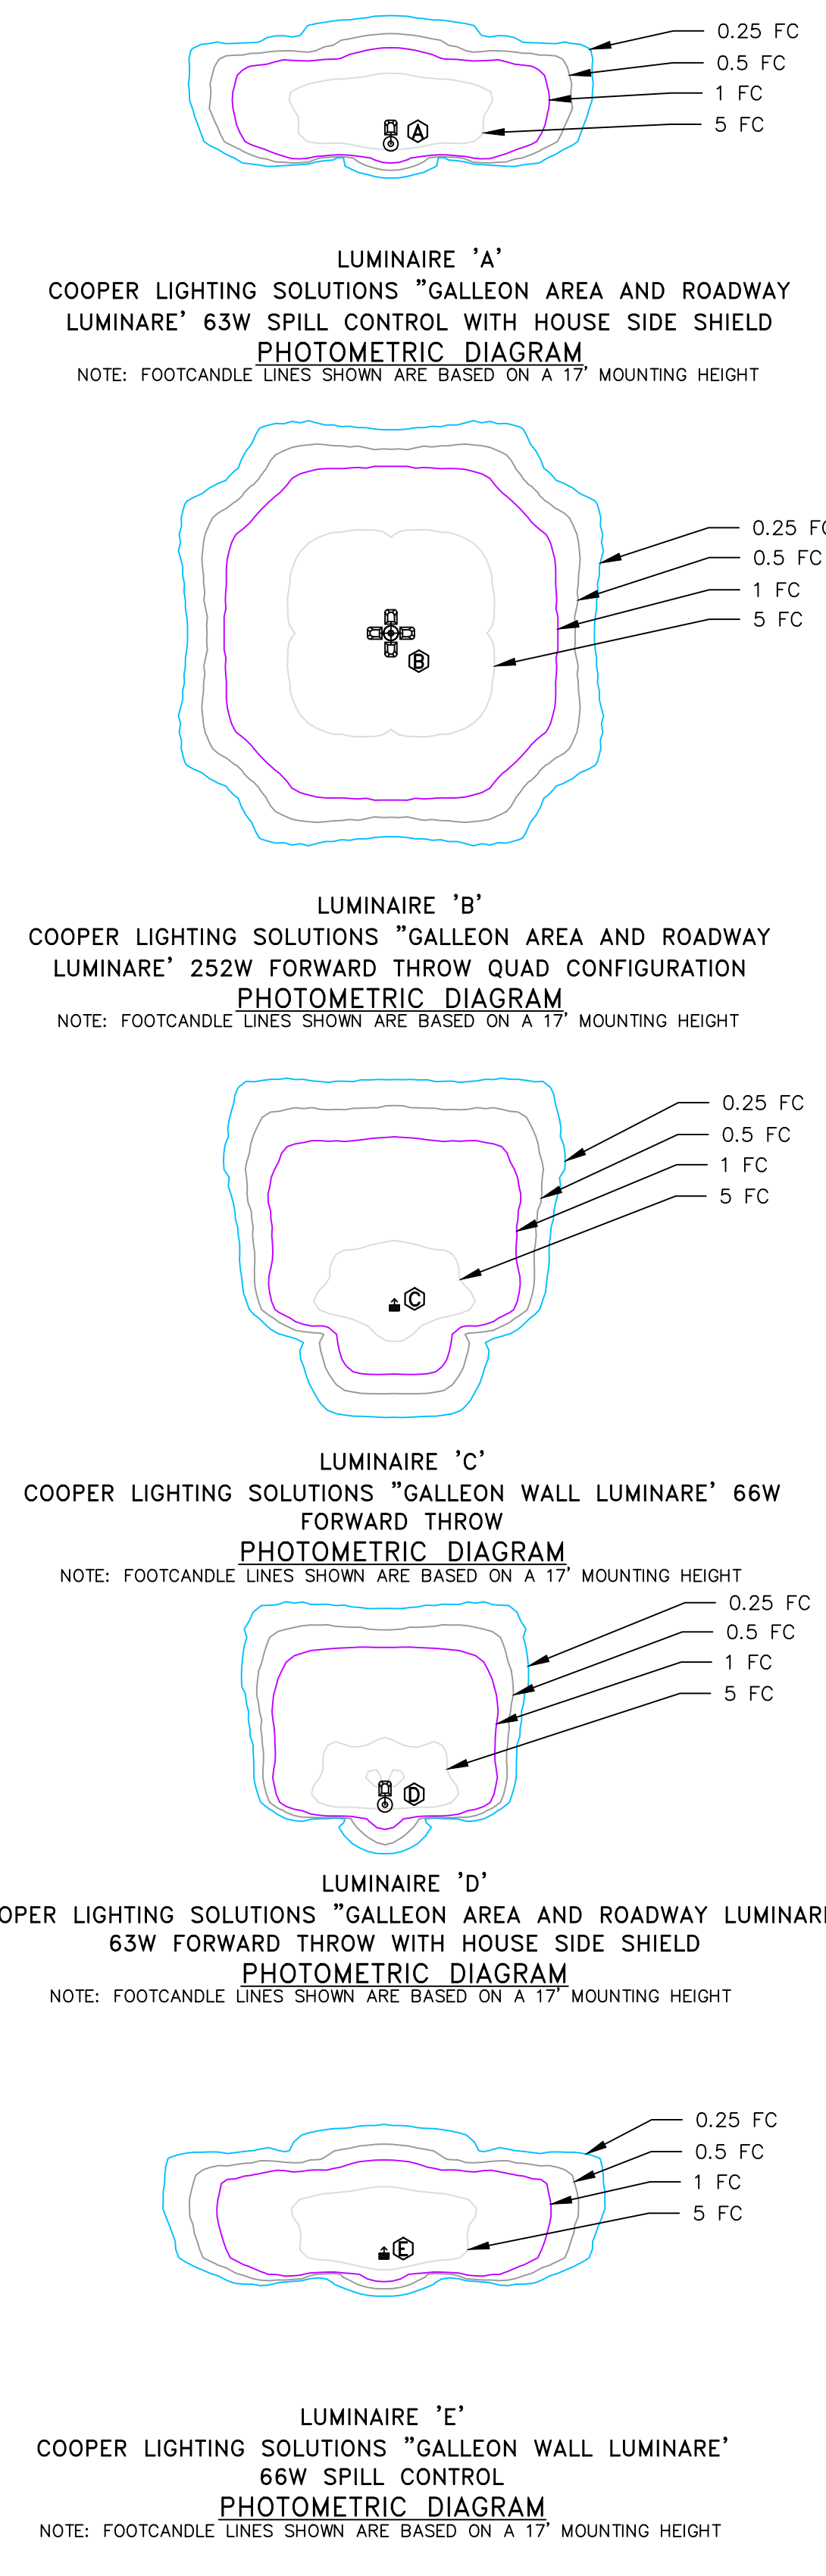 0.25 FC
0.5 FC
1 FC
5 FC
A
LUMINAIRE 'A'
COOPER LIGHTING SOLUTIONS "GALLEON AREA AND ROADWAY
LUMINARE' 63W SPILL CONTROL WITH HOUSE SIDE SHIELD
PHOTOMETRIC DIAGRAM
NOTE: FOOTCANDLE LINES SHOWN ARE BASED ON A 17' MOUNTING HEIGHT
0.25 FC
0.5 FC
1 FC
5 FC
B
LUMINAIRE 'B'
COOPER LIGHTING SOLUTIONS "GALLEON AREA AND ROADWAY
LUMINARE' 252W FORWARD THROW QUAD CONFIGURATION
PHOTOMETRIC DIAGRAM
NOTE: FOOTCANDLE LINES SHOWN ARE BASED ON A 17' MOUNTING HEIGHT
0.25 FC
0.5 FC
1 FC
5 FC
C
LUMINAIRE 'C'
COOPER LIGHTING SOLUTIONS "GALLEON WALL LUMINARE' 66W
FORWARD THROW
PHOTOMETRIC DIAGRAM
NOTE: FOOTCANDLE LINES SHOWN ARE BASED ON A 17' MOUNTING HEIGHT
0.25 FC
0.5 FC
1 FC
5 FC
D
LUMINAIRE 'D'
OPER LIGHTING SOLUTIONS "GALLEON AREA AND ROADWAY LUMINAR
63W FORWARD THROW WITH HOUSE SIDE SHIELD
PHOTOMETRIC DIAGRAM
NOTE: FOOTCANDLE LINES SHOWN ARE BASED ON A 17' MOUNTING HEIGHT
0.25 FC
0.5 FC
1 FC
5 FC
E
LUMINAIRE 'E'
COOPER LIGHTING SOLUTIONS "GALLEON WALL LUMINARE'
66W SPILL CONTROL
PHOTOMETRIC DIAGRAM
NOTE: FOOTCANDLE LINES SHOWN ARE BASED ON A 17' MOUNTING HEIGHT